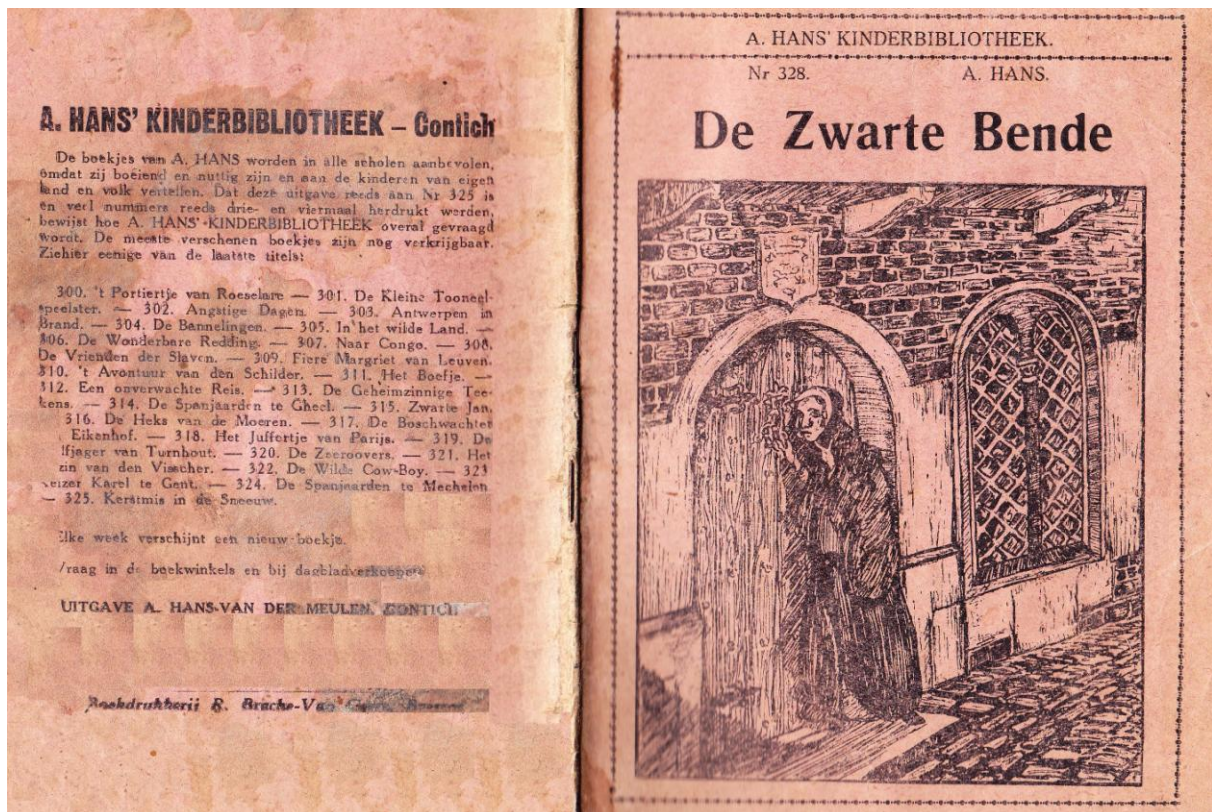 A. HANS' KINDERBIBLIOTHEEK – Contich
De boekjes van A. HANS worden in alle scholen aanbevolen,
omdat zij boeiend en nuttig zijn en aan de kinderen van eigen
land en volk vertellen. Dat deze uitgave reeds aan Nr 325 is
en veel nummers reeds drie- en viermaal herdrukt werden,
bewijst hoe A. HANS' KINDERBIBLIOTHEEK overal gevraagd
wordt. De meeste verschenen boekjes zijn nog verkrijgbaar.
Ziehier eenige van de laatste titels:
300. 't Portiertje van Roeselare — 301. De Kleine Tooneel-
speelster. — 302. Angstige Dagen. — 303. Antwerpen in
Brand. — 304. De Bannelingen. — 305. In het wilde Land. —
306. De Wonderbare Redding. — 307. Naar Congo. — 308.
De Vrienden der Slaven. — 309. Fiere Margriet van Leuven.
310. 't Avontuur van den Schilder. — 311. Het Boefje. —
312. Een onverwachte Reis. — 313. De Geheimzinnige Tee-
kens. — 314. De Spanjaarden te Gheel. — 315. Zwarte Jan.
316. De Heks van de Moeren. — 317. De Boschwachter
Eikenhof. — 318. Het Juffertje van Parijs. — 319. De
lfjager van Turnhout. — 320. De Zeeroovers. — 321. Het
zin van den Visscher. — 322. De Wilde Cow-Boy. — 323
eizer Karel te Gent. — 324. De Spanjaarden te Mechelen
— 325. Kerstmis in de Sneeuw.
Elke week verschijnt een nieuw boekje.
Vraag in de boekwinkels en bij dagbladverkoopers
UITGAVE A. HANS-VAN DER MEULEN, CONTICH
Boekdrukkerij R. Bracke-Van
A. HANS' KINDERBIBLIOTHEEK.
Nr 328. A. HANS.
De Zwarte Bende